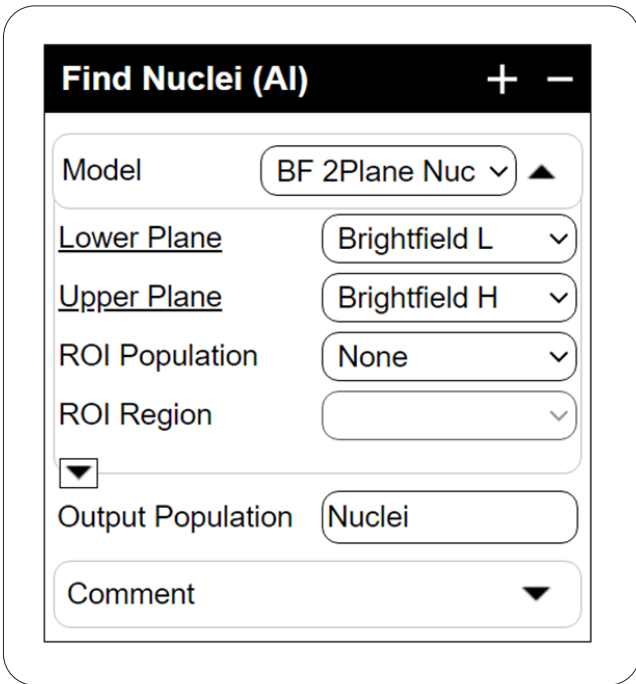 Find Nuclei (AI) + −
Model BF 2Plane Nuc
Lower Plane Brightfield L
Upper Plane Brightfield H
ROI Population None
ROI Region
Output Population Nuclei
Comment